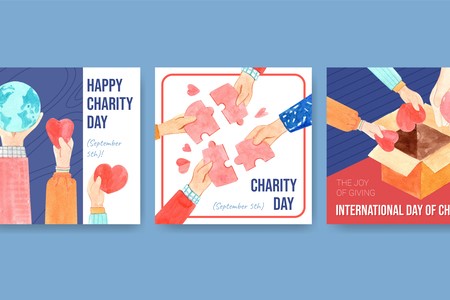 HAPPY
CHARITY
DAY
(September
5th)/
CHARITY
DAY
(September 5th)
THE JOY
OF GIVING
INTERNATIONAL DAY OF CH